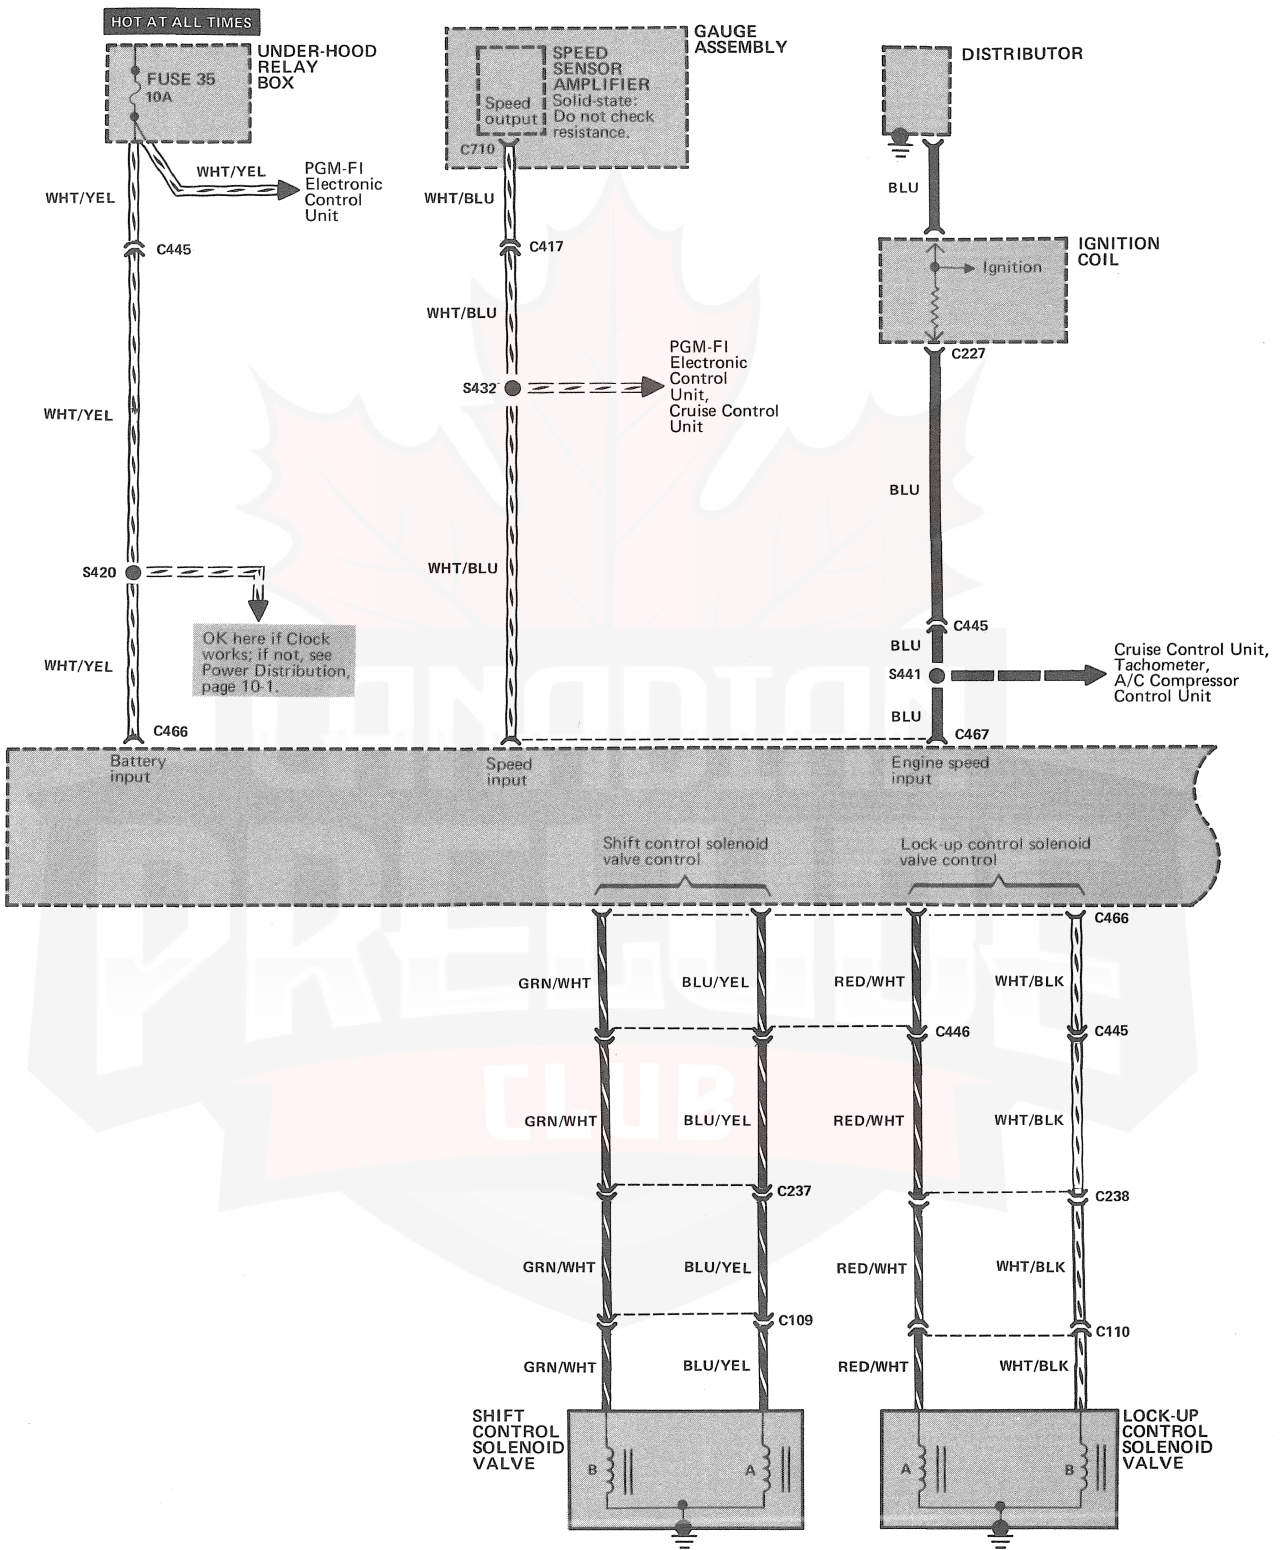 HOT AT ALL TIMES
UNDER-HOOD
RELAY
BOX
FUSE 35
10A
WHT/YEL
PGM-FI
Electronic
Control
Unit
WHT/YEL
C445
WHT/YEL
S420
OK here if Clock
works; if not, see
Power Distribution,
page 10-1.
WHT/YEL
C466
GAUGE
ASSEMBLY
SPEED
SENSOR
AMPLIFIER
Solid-state:
Do not check
resistance.
Speed
output
C710
WHT/BLU
C417
WHT/BLU
S432
PGM-FI
Electronic
Control
Unit,
Cruise Control
Unit
WHT/BLU
DISTRIBUTOR
BLU
IGNITION
COIL
Ignition
C227
BLU
C445
BLU
S441
Cruise Control Unit,
Tachometer,
A/C Compressor
Control Unit
BLU
C467
Battery
input
Speed
input
Engine speed
input
Shift control solenoid
valve control
Lock-up control solenoid
valve control
CANADIAN
PRELUDE
CLUB
C466
GRN/WHT
BLU/YEL
RED/WHT
WHT/BLK
C446
C445
GRN/WHT
BLU/YEL
RED/WHT
WHT/BLK
C237
C238
GRN/WHT
BLU/YEL
RED/WHT
WHT/BLK
C109
C110
GRN/WHT
BLU/YEL
RED/WHT
WHT/BLK
SHIFT
CONTROL
SOLENOID
VALVE
B
A
A
B
LOCK-UP
CONTROL
SOLENOID
VALVE